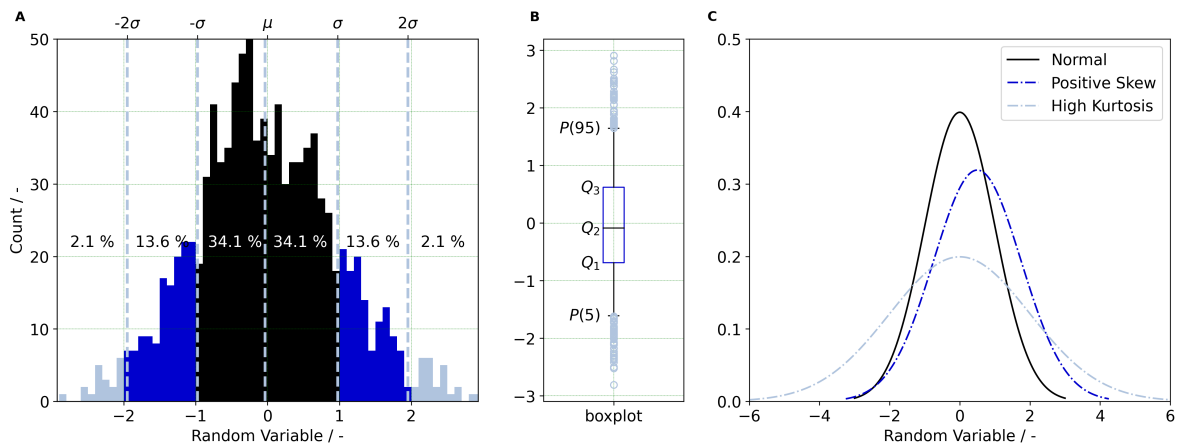 A
-2σ -σ μ σ 2σ
50
40
30
20
10
0
Count / -
2.1 % 13.6 % 34.1 % 34.1 % 13.6 % 2.1 %
−2 −1 0 1 2
Random Variable / -
B
3
2
1
0
−1
−2
−3
P(95)
Q3
Q2
Q1
P(5)
boxplot
C
0.5
0.4
0.3
0.2
0.1
0.0
Normal
Positive Skew
High Kurtosis
−6 −4 −2 0 2 4 6
Random Variable / -